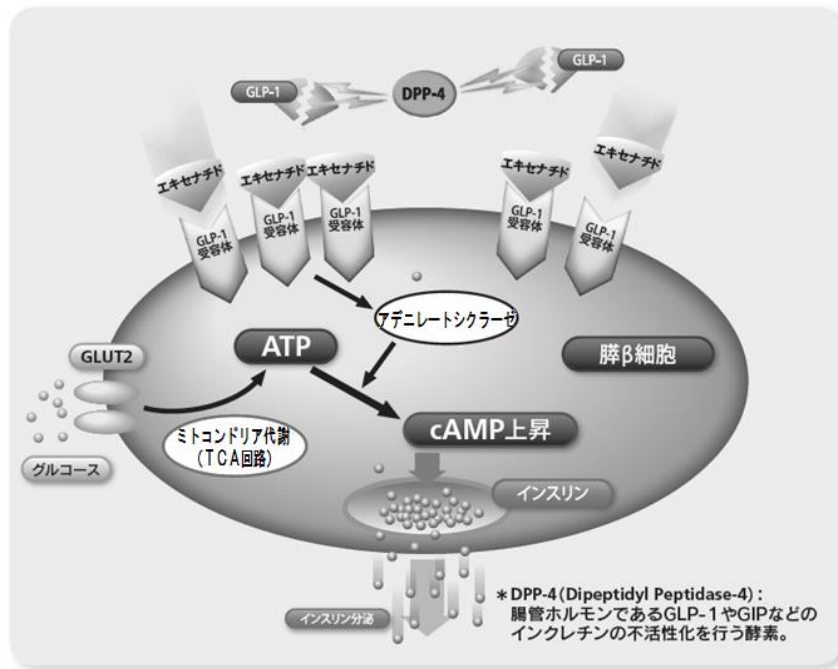 GLP-1
DPP-4
GLP-1
エキセナチド
エキセナチド
エキセナチド
エキセナチド
エキセナチド
GLP-1
受容体
GLP-1
受容体
GLP-1
受容体
GLP-1
受容体
GLP-1
受容体
アデニレートシクラーゼ
GLUT2
ATP
膵β細胞
cAMP上昇
ミトコンドリア代謝
(TCA回路)
グルコース
インスリン
インスリン分泌
*DPP-4(Dipeptidyl Peptidase-4):
腸管ホルモンであるGLP-1やGIPなどの
インクレチンの不活性化を行う酵素。